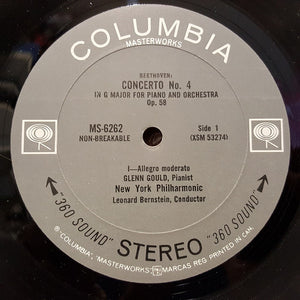 COLUMBIA
MASTERWORKS
BEETHOVEN:
CONCERTO No. 4
IN G MAJOR FOR PIANO AND ORCHESTRA
Op. 58
MS-6262
NON-BREAKABLE
Side 1
(XSM 53274)
I—Allegro moderato
GLENN GOULD, Pianist
New York Philharmonic
Leonard Bernstein, Conductor
"360 SOUND" STEREO "360 SOUND"
® "COLUMBIA", "MASTERWORKS", MARCAS REG. PRINTED IN CAN.